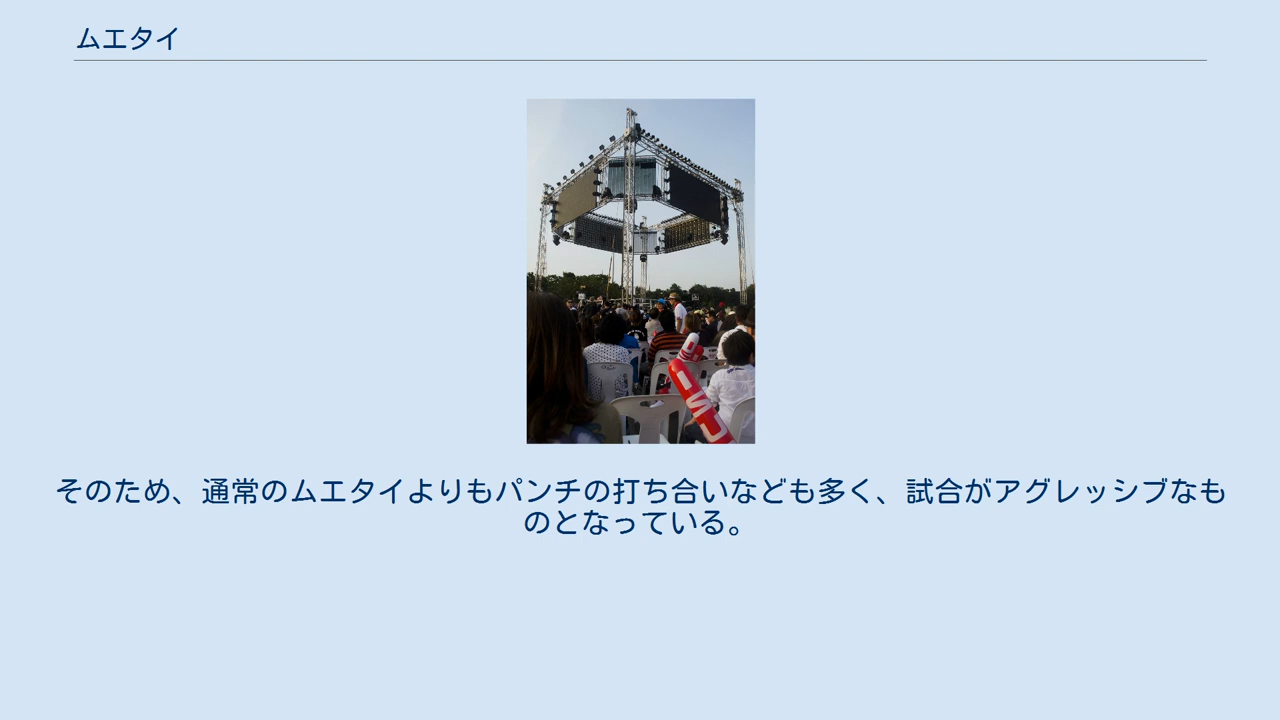 ムエタイ
そのため、通常のムエタイよりもパンチの打ち合いなども多く、試合がアグレッシブなも
のとなっている。